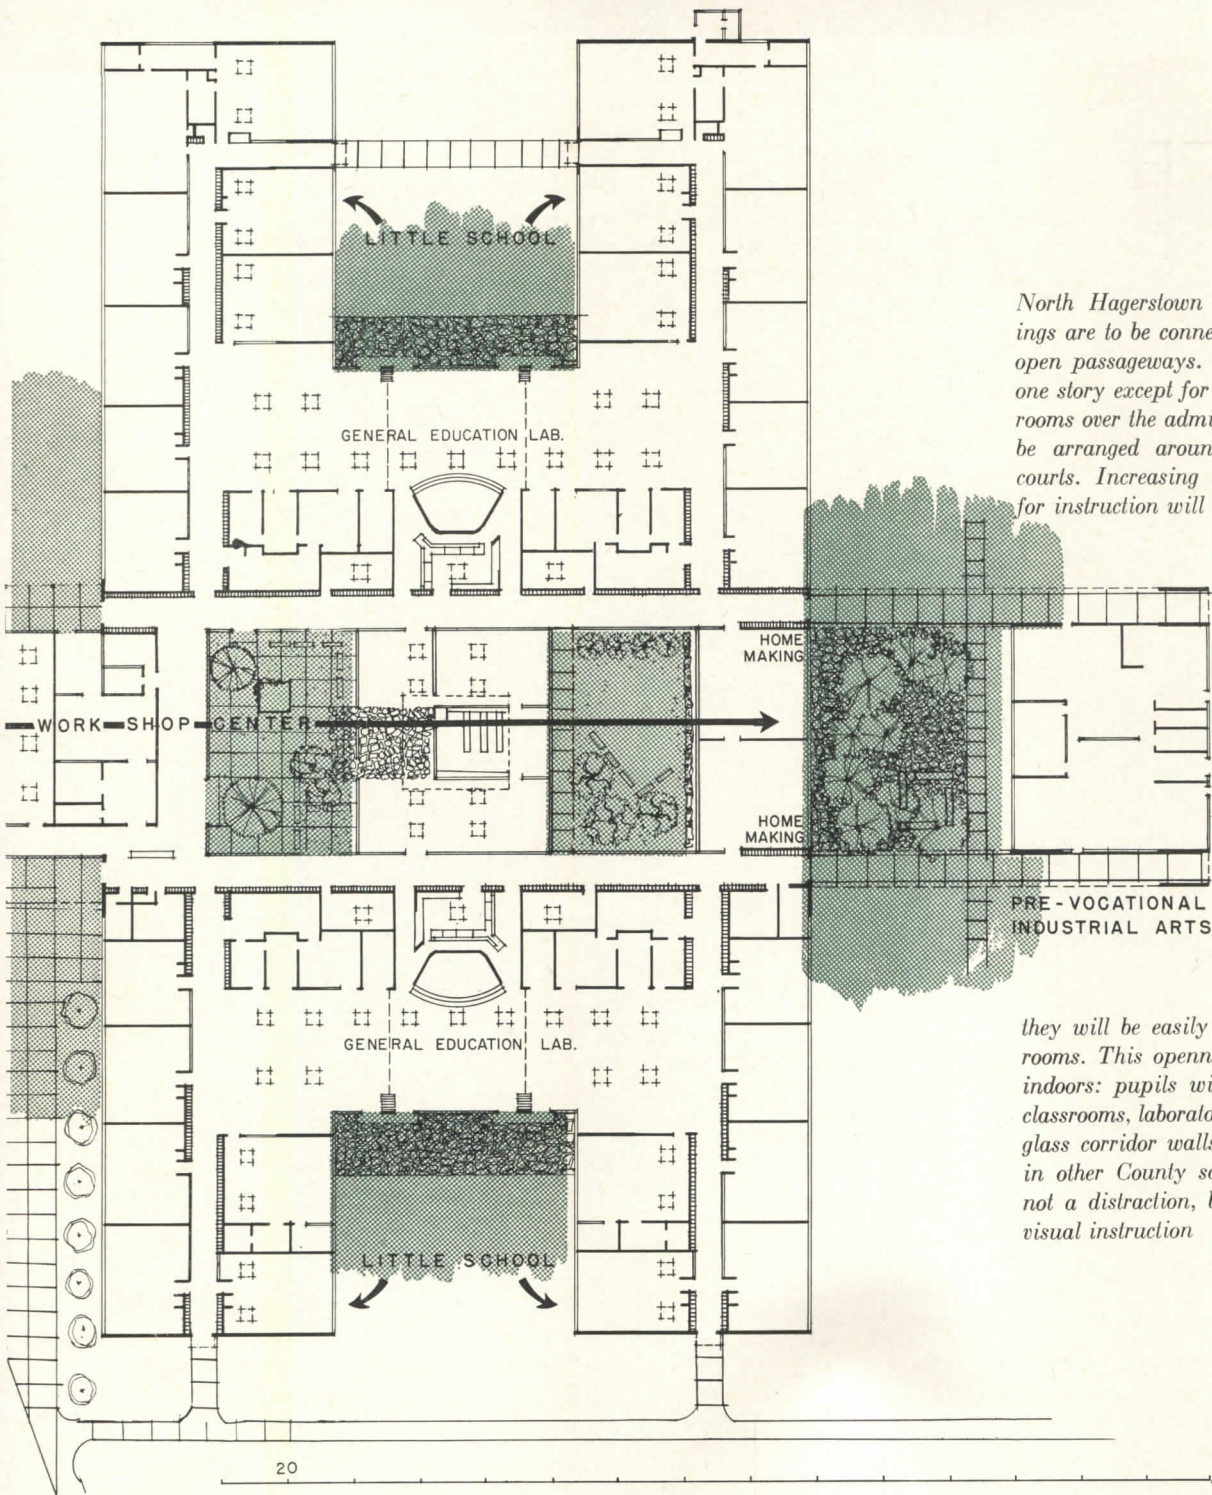 LITTLE SCHOOL
North Hagerstown
ings are to be conne
open passageways.
one story except for
rooms over the admi
be arranged aroun
courts. Increasing
for instruction will
GENERAL EDUCATION LAB.
HOME
MAKING
WORK SHOP CENTER
HOME
MAKING
PRE-VOCATIONAL
INDUSTRIAL ARTS
GENERAL EDUCATION LAB.
they will be easily
rooms. This openn
indoors: pupils wi
classrooms, laborato
glass corridor walls
in other County sc
not a distraction, b
visual instruction
LITTLE SCHOOL
20